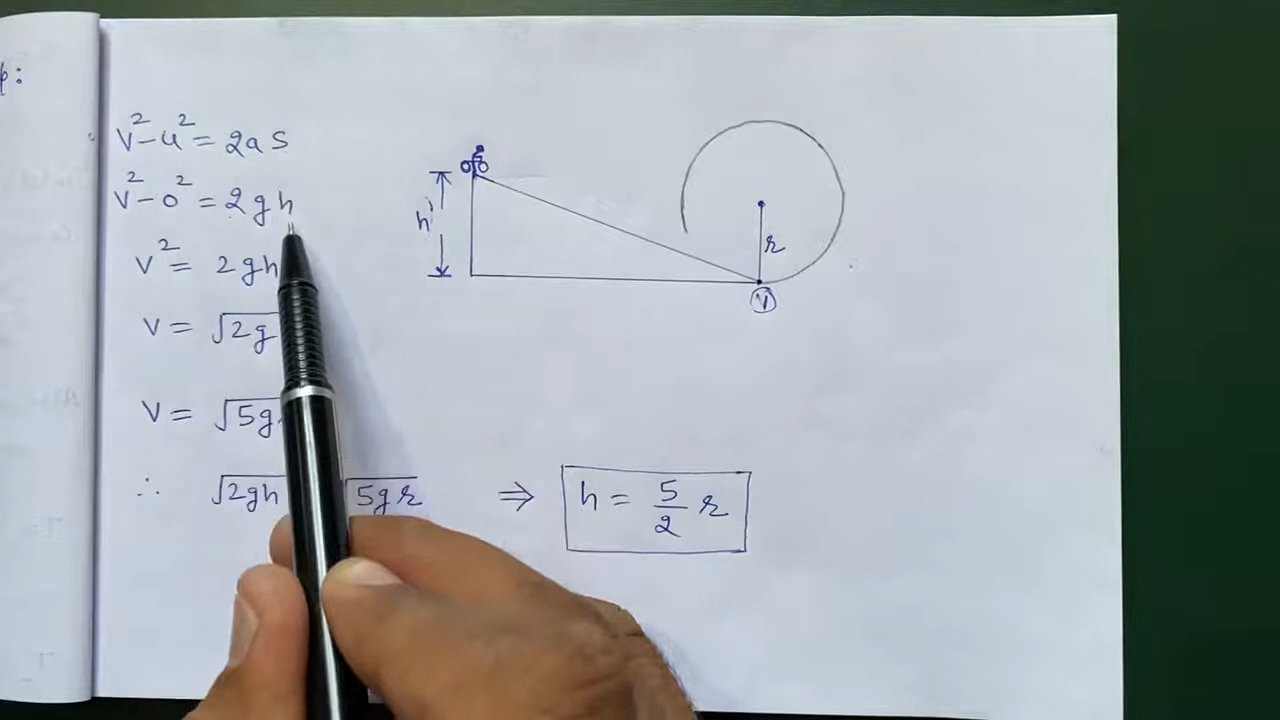 V² - u² = 2aS
V² - 0² = 2gh
V² = 2gh
V = √2g
V = √5g
∴ √2gh √5gr ⇒ h = 5/2 r
h
r
V